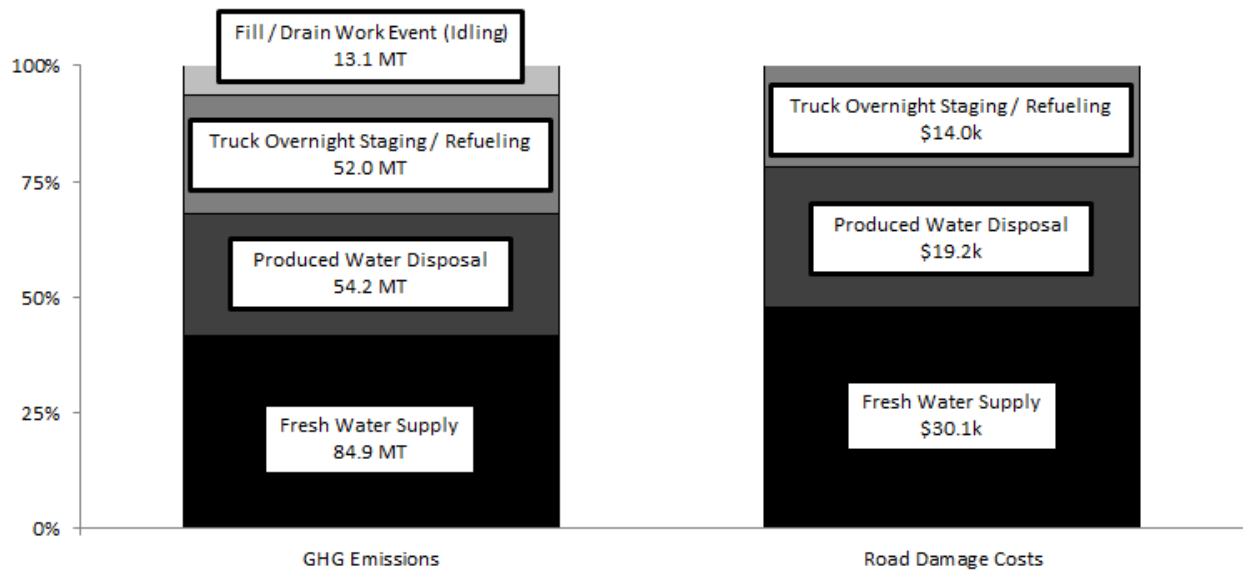 Fill / Drain Work Event (Idling)
13.1 MT
100%
Truck Overnight Staging / Refueling
52.0 MT
Truck Overnight Staging / Refueling
$14.0k
75%
Produced Water Disposal
54.2 MT
Produced Water Disposal
$19.2k
50%
25%
Fresh Water Supply
84.9 MT
Fresh Water Supply
$30.1k
0%
GHG Emissions
Road Damage Costs